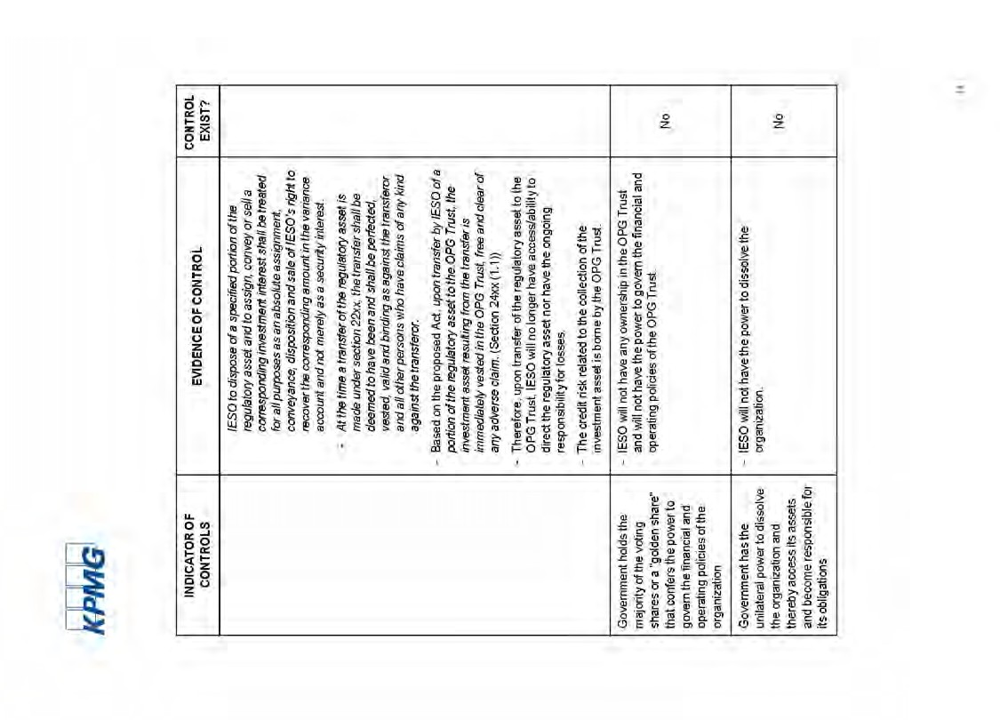 KPMG
INDICATOR OF
CONTROLS
EVIDENCE OF CONTROL
CONTROL
EXIST?
IESO to dispose of a specified portion of the
regulatory asset and to assign, convey or sell a
corresponding investment interest shall be treated
for all purposes as an absolute assignment,
conveyance, disposition and sale of IESO's right to
recover the corresponding amount in the variance
account and not merely as a security interest.
- At the time a transfer of the regulatory asset is
made under section 22xx, the transfer shall be
deemed to have been and shall be perfected,
vested, valid and binding as against the transferor
and all other persons who have claims of any kind
against the transferor.
- Based on the proposed Act, upon transfer by IESO of a
portion of the regulatory asset to the OPG Trust, the
investment asset resulting from the transfer is
immediately vested in the OPG Trust, free and clear of
any adverse claim. (Section 24xx (1.1))
- Therefore, upon transfer of the regulatory asset to the
OPG Trust, IESO will no longer have access/ability to
direct the regulatory asset nor have the ongoing
responsibility for losses.
- The credit risk related to the collection of the
investment asset is borne by the OPG Trust.
Government holds the
majority of the voting
shares or a "golden share"
that confers the power to
govern the financial and
operating policies of the
organization
- IESO will not have any ownership in the OPG Trust
and will not have the power to govern the financial and
operating policies of the OPG Trust.
No
Government has the
unilateral power to dissolve
the organization and
thereby access its assets
and become responsible for
its obligations
- IESO will not have the power to dissolve the
organization.
No